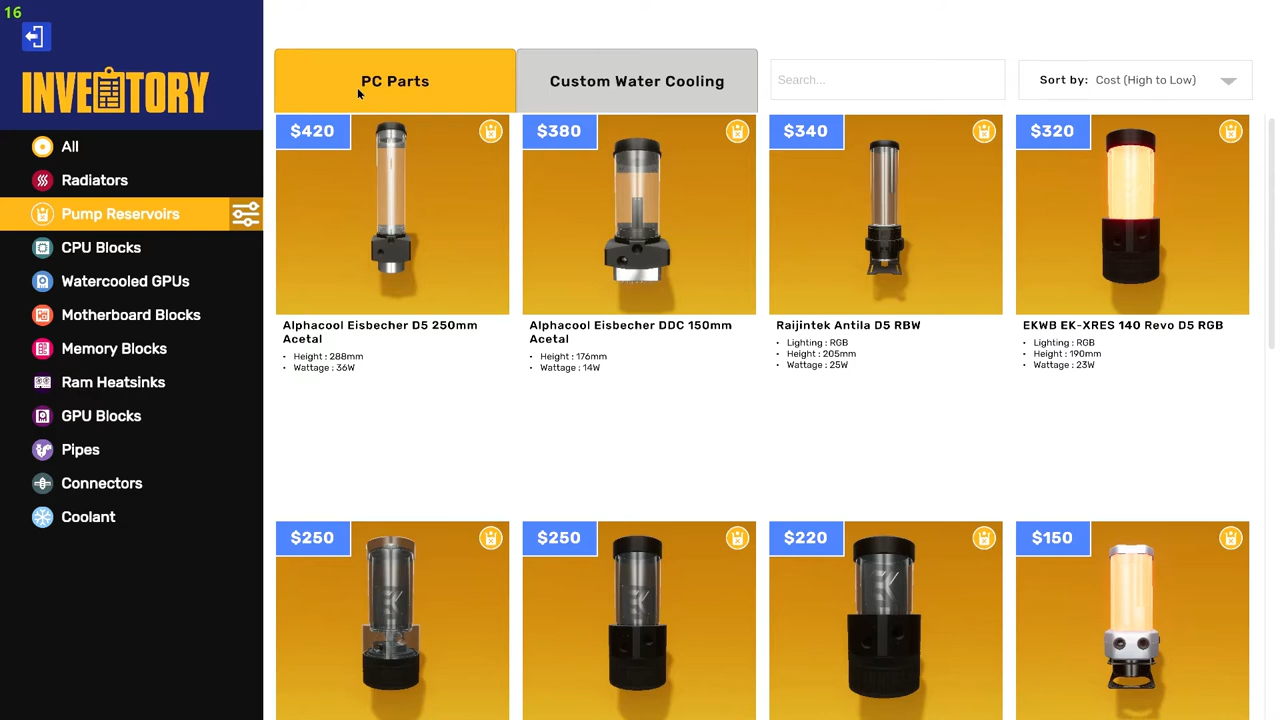 16
INVENTORY
All
Radiators
Pump Reservoirs
CPU Blocks
Watercooled GPUs
Motherboard Blocks
Memory Blocks
Ram Heatsinks
GPU Blocks
Pipes
Connectors
Coolant
PC Parts
Custom Water Cooling
Search...
Sort by: Cost (High to Low)
$420
Alphacool Eisbecher D5 250mm
Acetal
• Height : 288mm
• Wattage : 36W
$380
Alphacool Eisbecher DDC 150mm
Acetal
• Height : 176mm
• Wattage : 14W
$340
Raijintek Antila D5 RBW
• Lighting : RGB
• Height : 205mm
• Wattage : 25W
$320
EKWB EK-XRES 140 Revo D5 RGB
• Lighting : RGB
• Height : 190mm
• Wattage : 23W
$250
$250
$220
$150